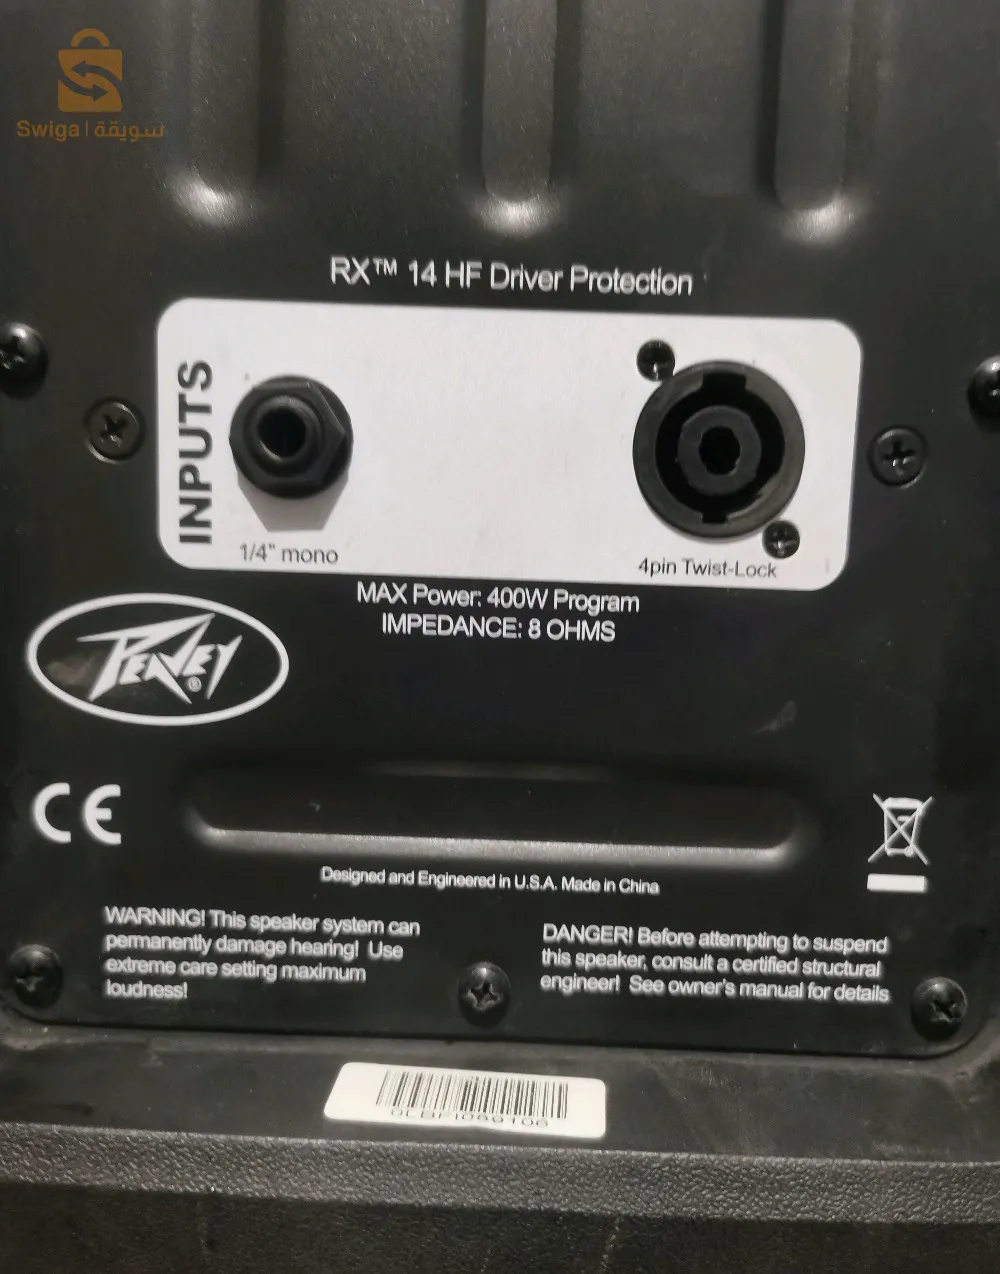 Swiga | سويقة
RX™ 14 HF Driver Protection
INPUTS
1/4" mono
4pin Twist-Lock
MAX Power: 400W Program
IMPEDANCE: 8 OHMS
PEAVEY®
CE
Designed and Engineered in U.S.A. Made in China
WARNING! This speaker system can
permanently damage hearing! Use
extreme care setting maximum
loudness!
DANGER! Before attempting to suspend
this speaker, consult a certified structural
engineer! See owner's manual for details